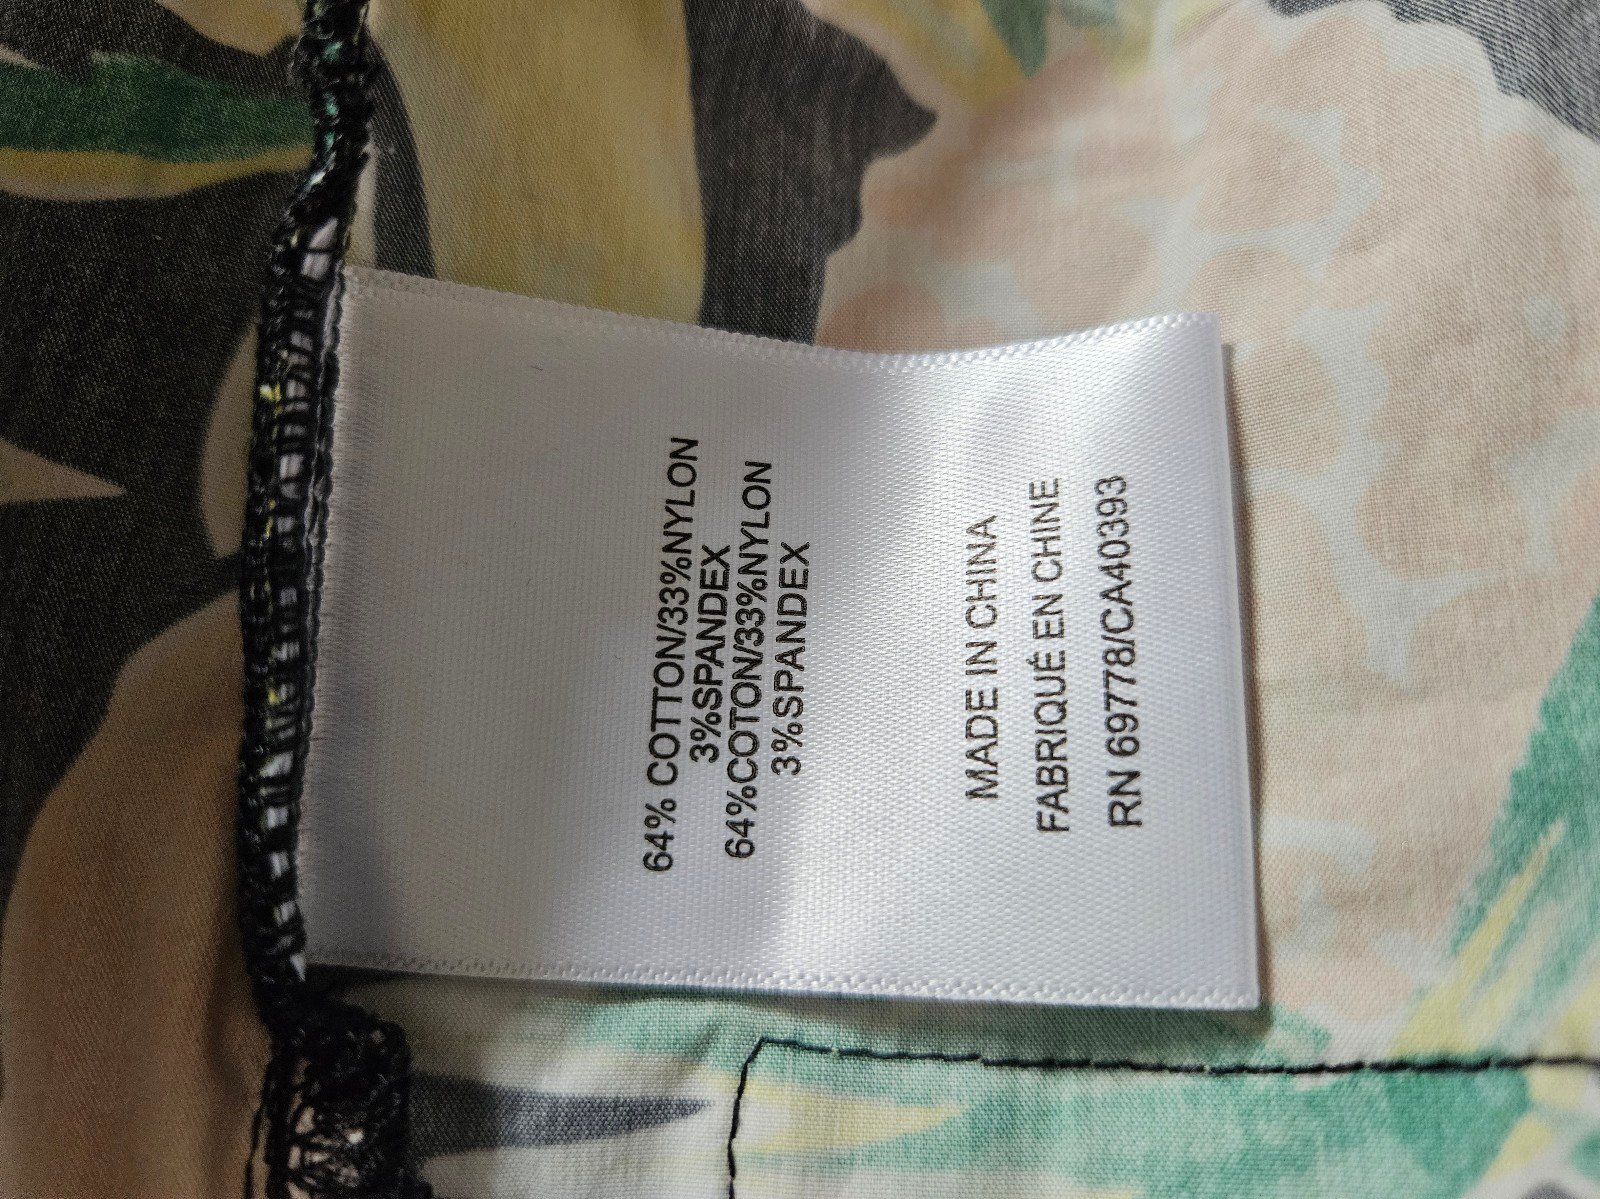 64% COTTON/33%NYLON
3%SPANDEX
64%COTON/33%NYLON
3%SPANDEX
MADE IN CHINA
FABRIQUÉ EN CHINE
RN 69778/CA40393